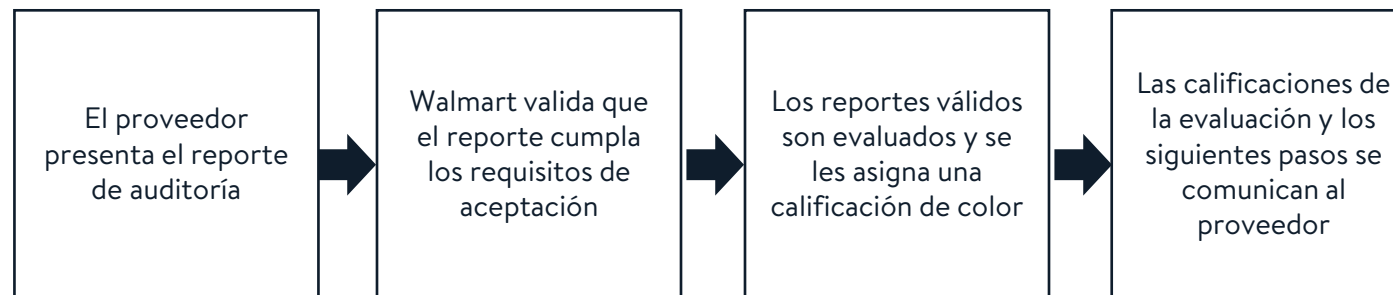 El proveedor
presenta el reporte
de auditoría
Walmart valida que
el reporte cumpla
los requisitos de
aceptación
Los reportes válidos
son evaluados y se
les asigna una
calificación de color
Las calificaciones de
la evaluación y los
siguientes pasos se
comunican al
proveedor